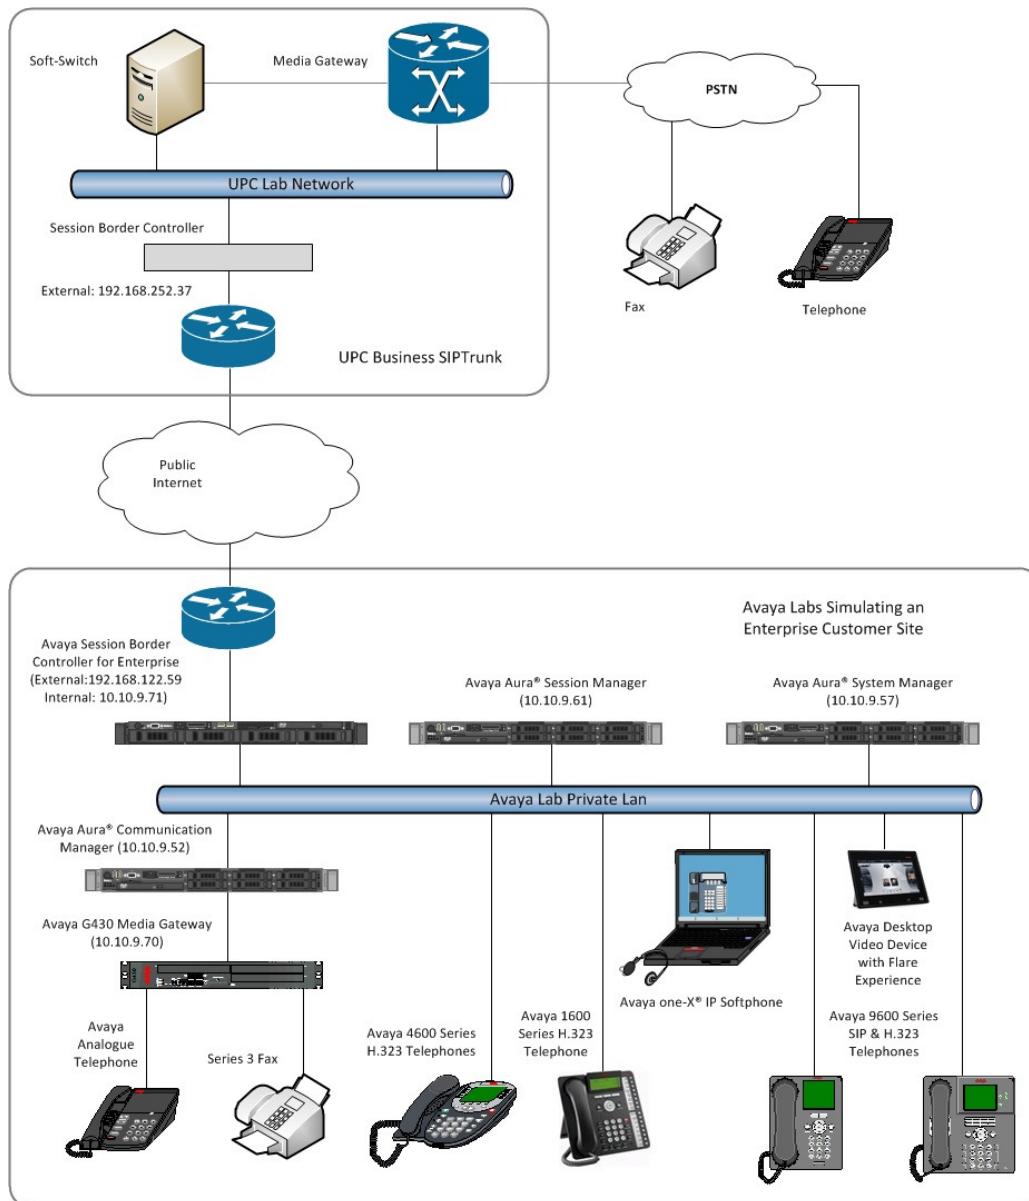 Soft-Switch
Media Gateway
PSTN
UPC Lab Network
Session Border Controller
External: 192.168.252.37
Fax
Telephone
UPC Business SIPTrunk
Public
Internet
Avaya Labs Simulating an
Enterprise Customer Site
Avaya Session Border
Controller for Enterprise
(External:192.168.122.59
Internal: 10.10.9.71)
Avaya Aura® Session Manager
(10.10.9.61)
Avaya Aura® System Manager
(10.10.9.57)
Avaya Lab Private Lan
Avaya Aura® Communication
Manager (10.10.9.52)
Avaya G430 Media Gateway
(10.10.9.70)
Avaya Desktop
Video Device
with Flare
Experience
Avaya one-X® IP Softphone
Avaya
Analogue
Telephone
Series 3 Fax
Avaya 4600 Series
H.323 Telephones
Avaya 1600
Series H.323
Telephone
Avaya 9600 Series
SIP & H.323
Telephones